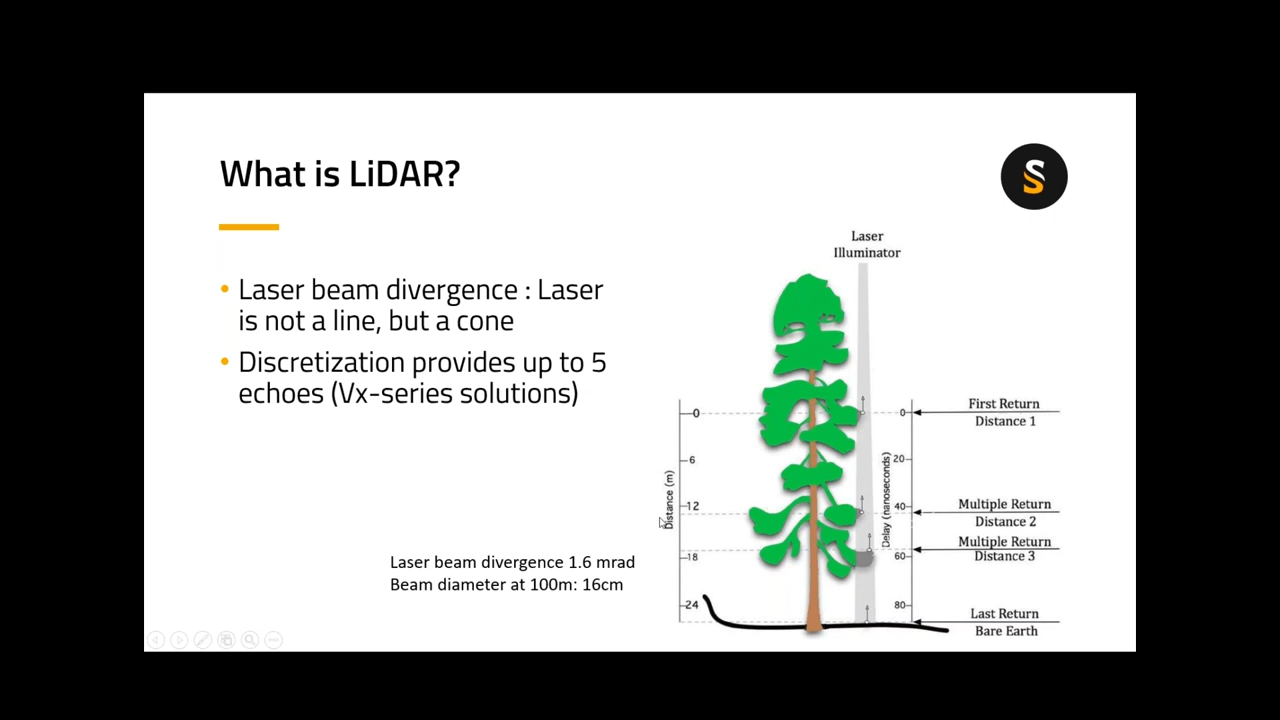 What is LiDAR?
• Laser beam divergence : Laser
is not a line, but a cone
• Discretization provides up to 5
echoes (Vx-series solutions)
Laser beam divergence 1.6 mrad
Beam diameter at 100m: 16cm
Laser
Illuminator
Distance (m)
0
6
12
18
24
Delay (nanoseconds)
0
20
40
60
80
First Return
Distance 1
Multiple Return
Distance 2
Multiple Return
Distance 3
Last Return
Bare Earth
S